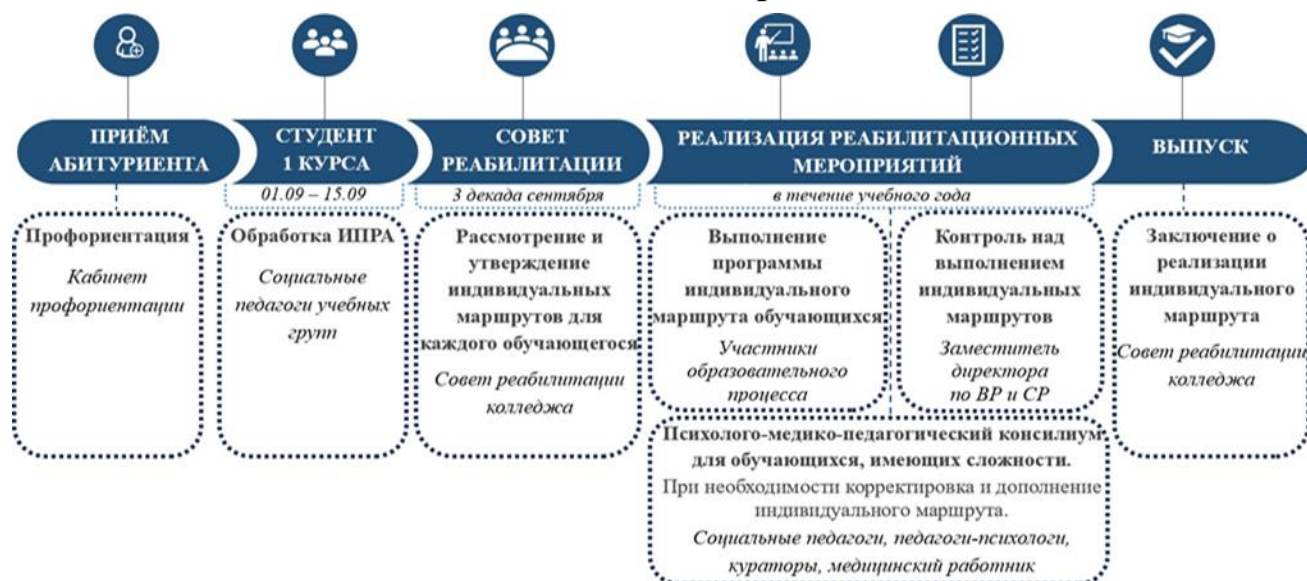 ПРИЁМ
АБИТУРИЕНТА
СТУДЕНТ
1 КУРСА
СОВЕТ
РЕАБИЛИТАЦИИ
РЕАЛИЗАЦИЯ РЕАБИЛИТАЦИОННЫХ
МЕРОПРИЯТИЙ
ВЫПУСК
01.09 – 15.09
3 декада сентября
в течение учебного года
Профориентация
Кабинет
профориентации
Обработка ИПРА
Социальные
педагоги учебных
групп
Рассмотрение и
утверждение
индивидуальных
маршрутов для
каждого обучающегося
Совет реабилитации
колледжа
Выполнение
программы
индивидуального
маршрута обучающихся
Участники
образовательного
процесса
Контроль над
выполнением
индивидуальных
маршрутов
Заместитель
директора
по ВР и СР
Заключение о
реализации
индивидуального
маршрута
Совет реабилитации
колледжа
Психолого-медико-педагогический консилиум
для обучающихся, имеющих сложности.
При необходимости корректировка и дополнение
индивидуального маршрута.
Социальные педагоги, педагоги-психологи,
кураторы, медицинский работник